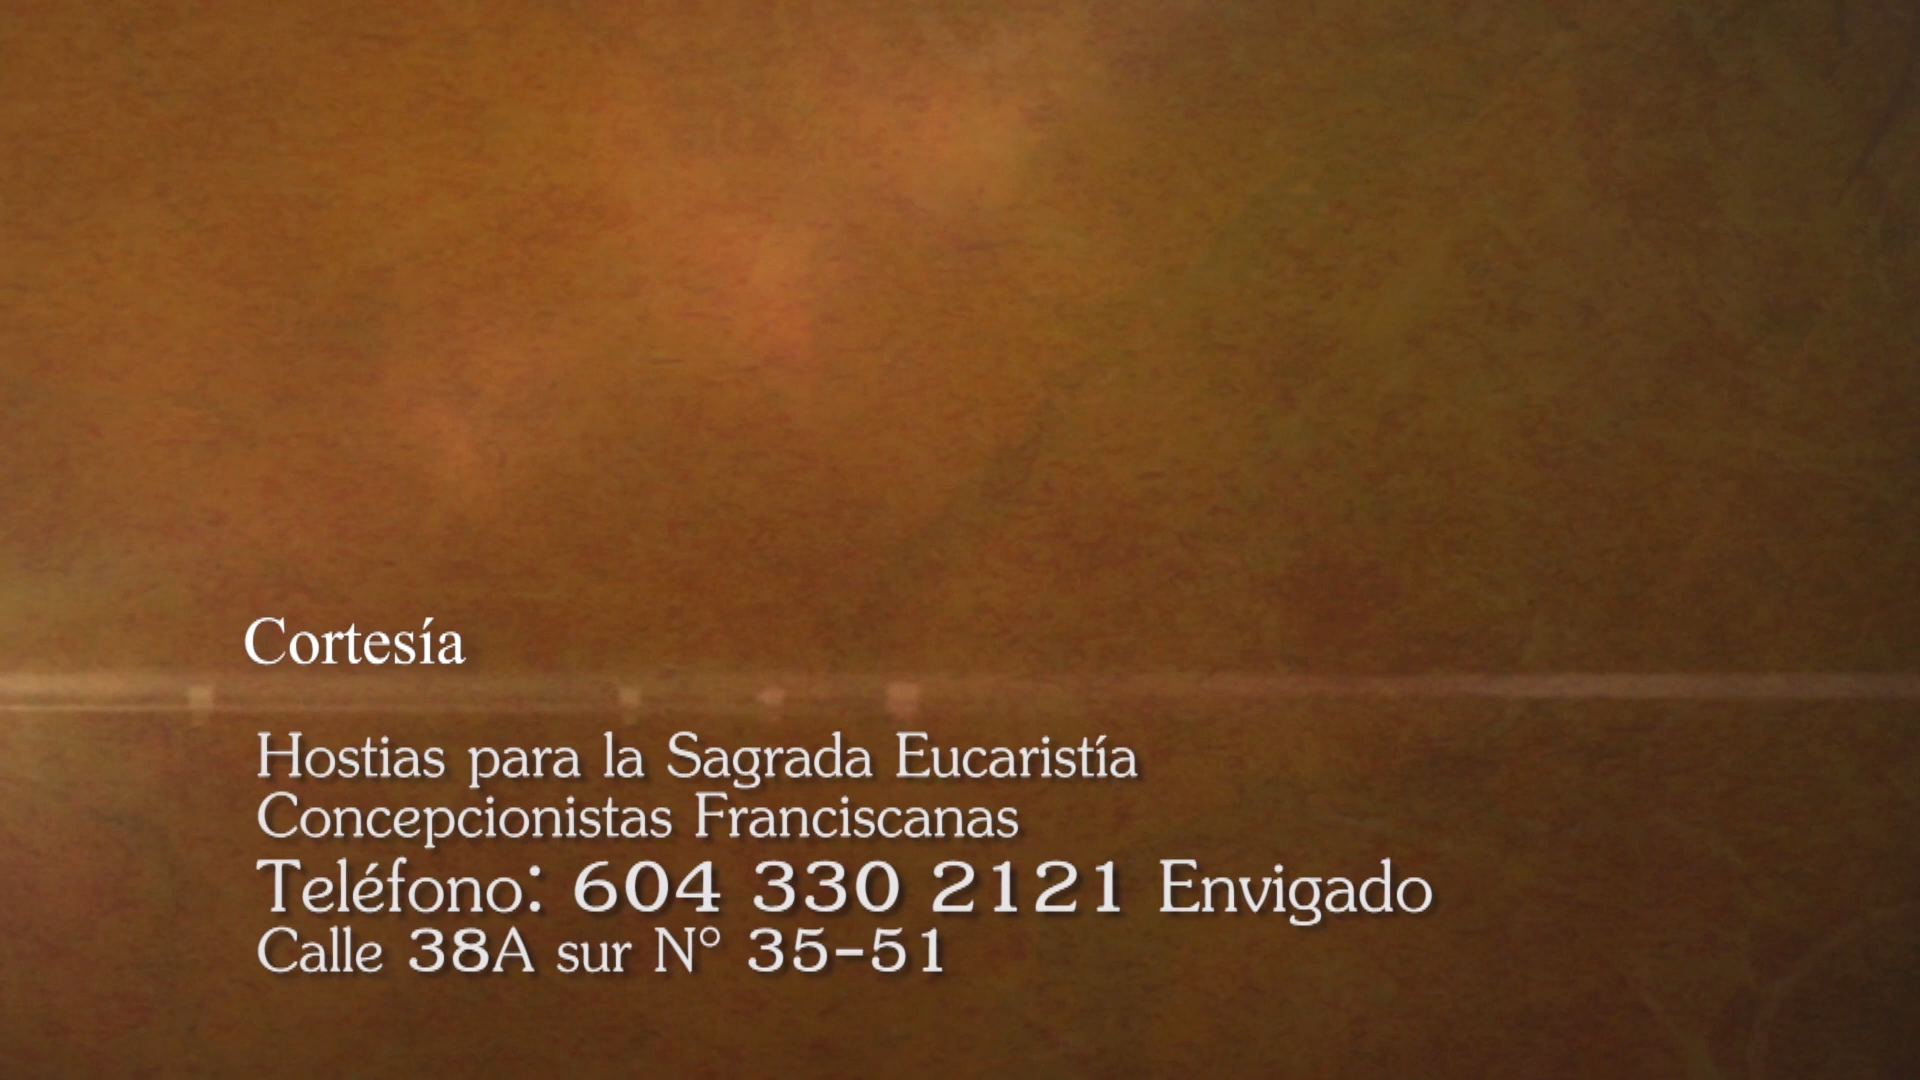 Cortesía
Hostias para la Sagrada Eucaristía
Concepcionistas Franciscanas
Teléfono: 604 330 2121 Envigado
Calle 38A sur N° 35-51